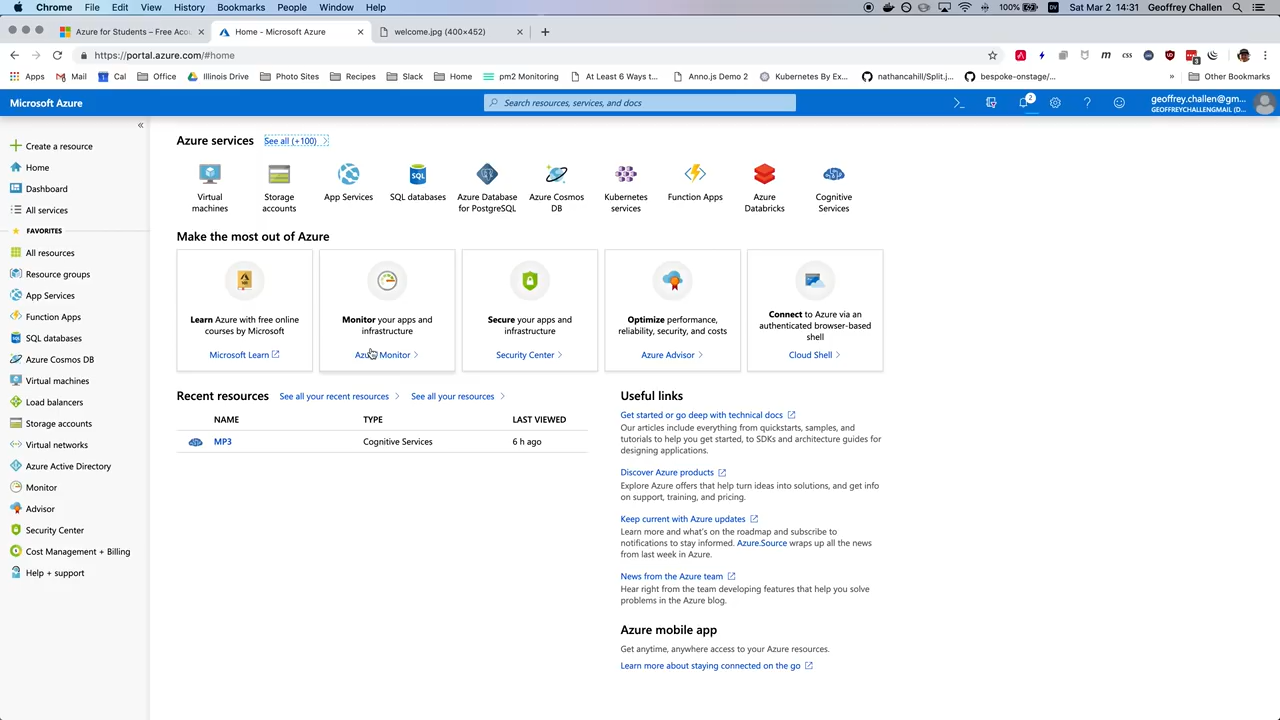 Chrome File Edit View History Bookmarks People Window Help
100% DV Sat Mar 2 14:31 Geoffrey Challen
Azure for Students – Free Acco
Home - Microsoft Azure
welcome.jpg (400×452)
https://portal.azure.com/#home
Apps Mail Cal Office Illinois Drive Photo Sites Recipes Slack Home pm2 Monitoring At Least 6 Ways t... Anno.js Demo 2 Kubernetes By Ex... nathancahill/Split.j... bespoke-onstage/... » Other Bookmarks
Microsoft Azure
Search resources, services, and docs
2
geoffrey.challen@gm...
GEOFFREYCHALLENGMAIL (D...
«
Create a resource
Home
Dashboard
All services
FAVORITES
All resources
Resource groups
App Services
Function Apps
SQL databases
Azure Cosmos DB
Virtual machines
Load balancers
Storage accounts
Virtual networks
Azure Active Directory
Monitor
Advisor
Security Center
Cost Management + Billing
Help + support
Azure services See all (+100)
Virtual
machines
Storage
accounts
App Services
SQL databases
Azure Database
for PostgreSQL
Azure Cosmos
DB
Kubernetes
services
Function Apps
Azure
Databricks
Cognitive
Services
Make the most out of Azure
Learn Azure with free online
courses by Microsoft
Microsoft Learn
Monitor your apps and
infrastructure
Azure Monitor
Secure your apps and
infrastructure
Security Center
Optimize performance,
reliability, security, and costs
Azure Advisor
Connect to Azure via an
authenticated browser-based
shell
Cloud Shell
Recent resources See all your recent resources See all your resources
NAME TYPE LAST VIEWED
MP3 Cognitive Services 6 h ago
Useful links
Get started or go deep with technical docs
Our articles include everything from quickstarts, samples, and
tutorials to help you get started, to SDKs and architecture guides for
designing applications.
Discover Azure products
Explore Azure offers that help turn ideas into solutions, and get info
on support, training, and pricing.
Keep current with Azure updates
Learn more and what's on the roadmap and subscribe to
notifications to stay informed. Azure.Source wraps up all the news
from last week in Azure.
News from the Azure team
Hear right from the team developing features that help you solve
problems in the Azure blog.
Azure mobile app
Get anytime, anywhere access to your Azure resources.
Learn more about staying connected on the go